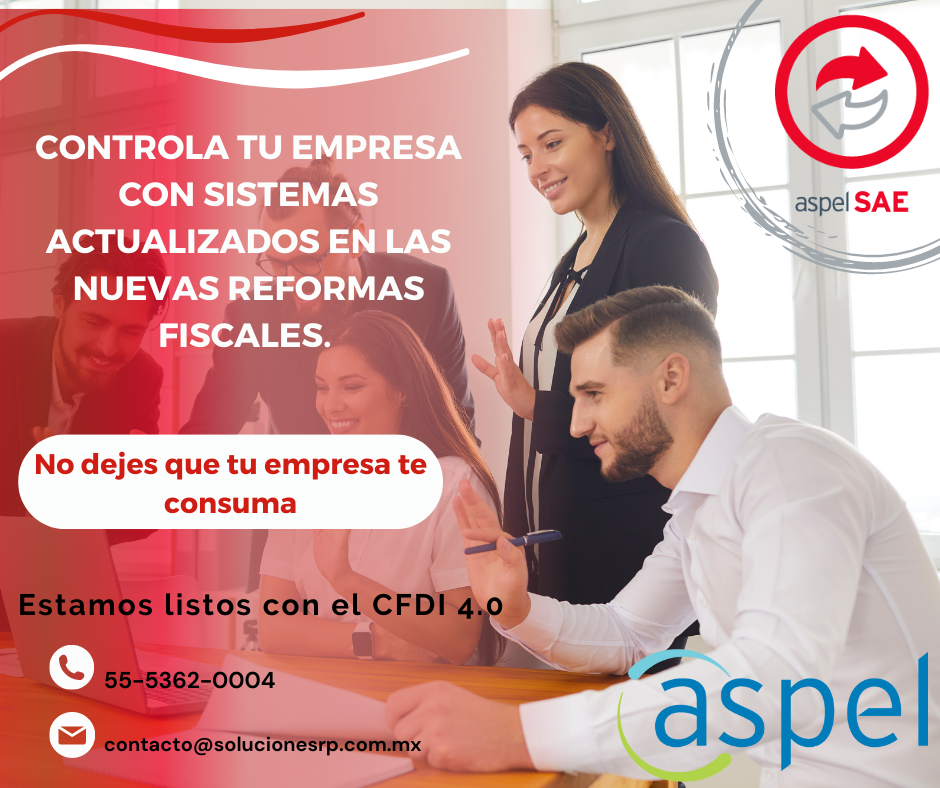 CONTROLA TU EMPRESA
CON SISTEMAS
ACTUALIZADOS EN LAS
NUEVAS REFORMAS
FISCALES.
aspel SAE
No dejes que tu empresa te
consuma
Estamos listos con el CFDI 4.0
55-5362-0004
contacto@solucionesrp.com.mx
aspel